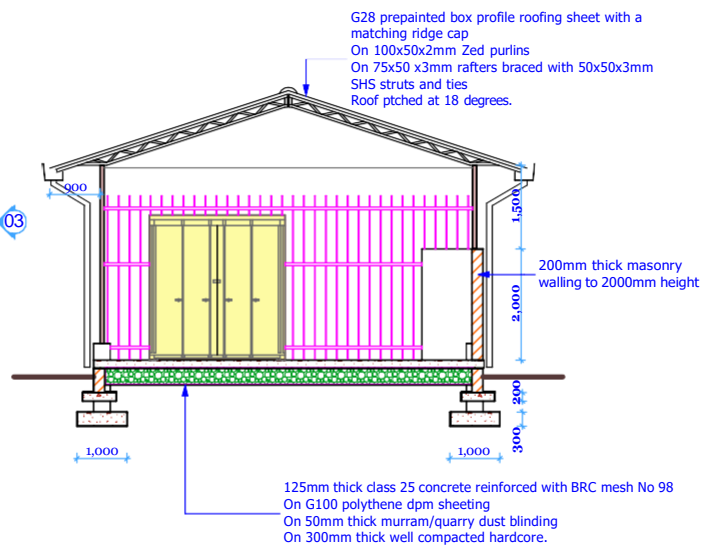 G28 prepainted box profile roofing sheet with a
matching ridge cap
On 100x50x2mm Zed purlins
On 75x50 x3mm rafters braced with 50x50x3mm
SHS struts and ties
Roof ptched at 18 degrees.
900
1,500
03
200mm thick masonry
walling to 2000mm height
2,000
200
300
1,000
1,000
125mm thick class 25 concrete reinforced with BRC mesh No 98
On G100 polythene dpm sheeting
On 50mm thick murram/quarry dust blinding
On 300mm thick well compacted hardcore.